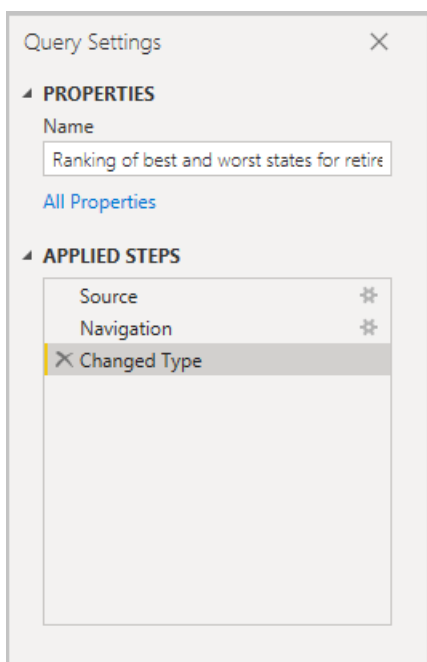 Query Settings
PROPERTIES
Name
Ranking of best and worst states for retire
All Properties
APPLIED STEPS
Source
Navigation
Changed Type